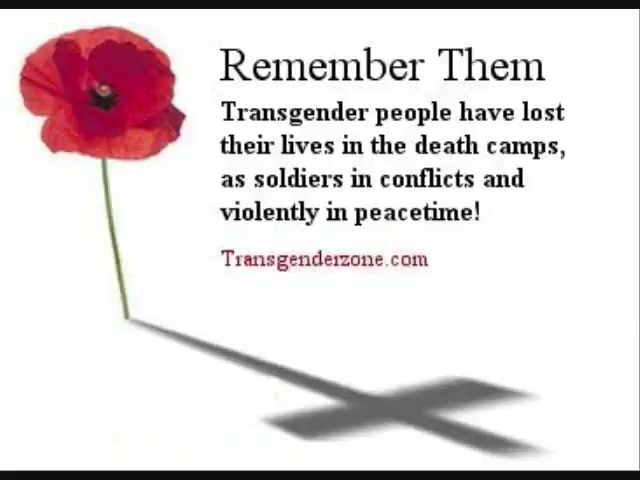 Remember Them
Transgender people have lost
their lives in the death camps,
as soldiers in conflicts and
violently in peacetime!
Transgenderzone.com